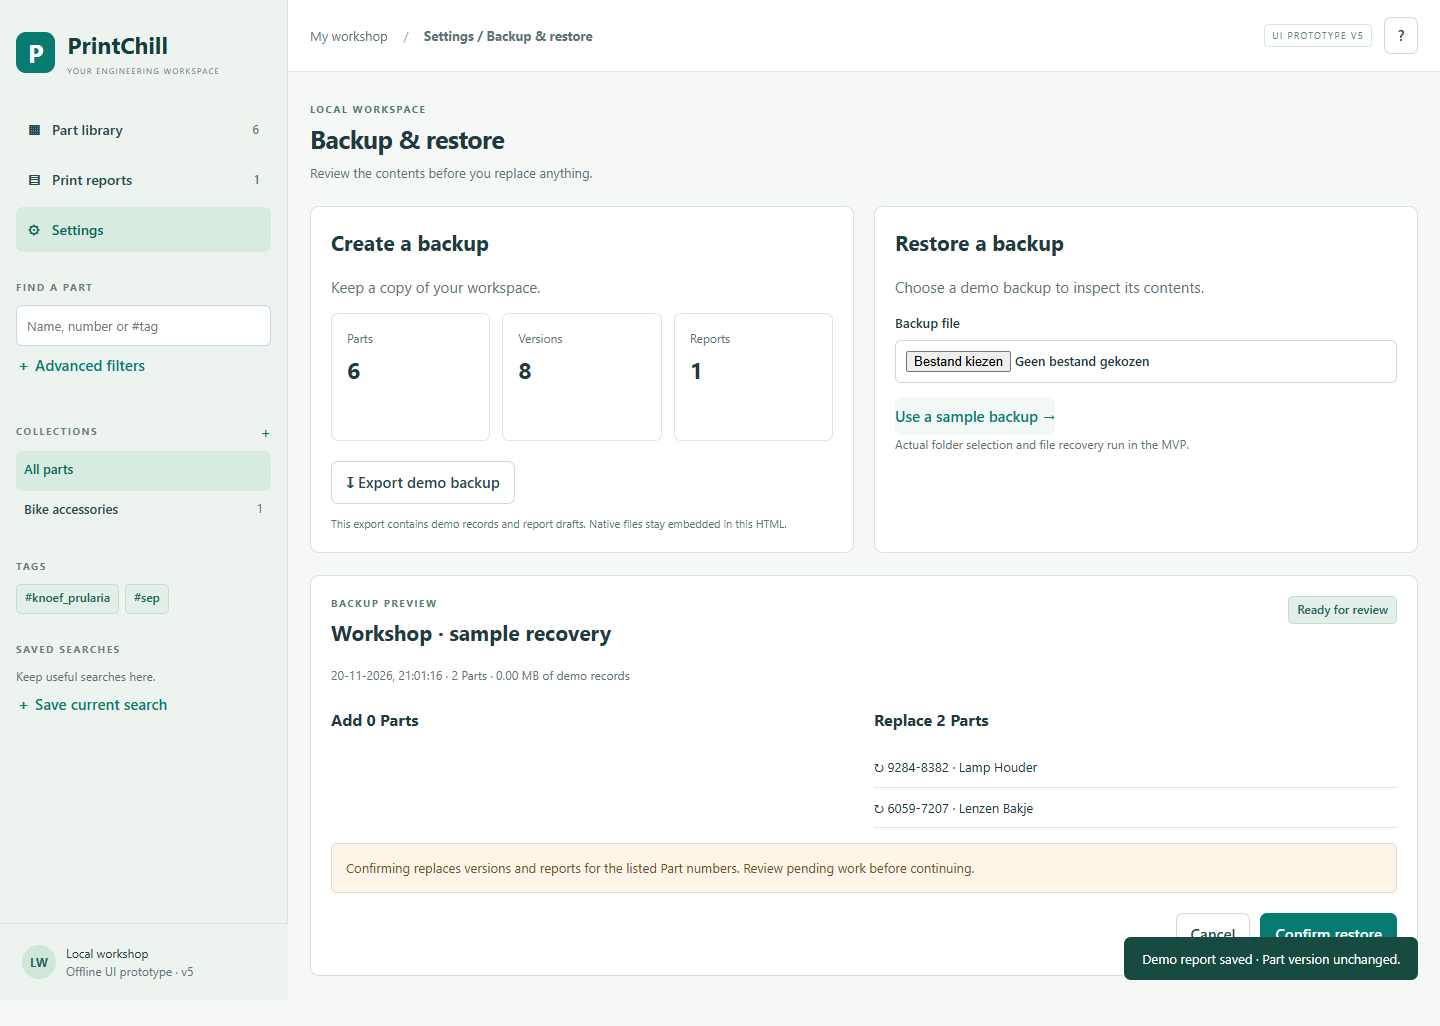 P
PrintChill
YOUR ENGINEERING WORKSPACE
Part library 6
Print reports 1
Settings
FIND A PART
Name, number or #tag
+ Advanced filters
COLLECTIONS +
All parts
Bike accessories 1
TAGS
#knoef_prularia #sep
SAVED SEARCHES
Keep useful searches here.
+ Save current search
LW
Local workshop
Offline UI prototype · v5
My workshop / Settings / Backup & restore
UI PROTOTYPE V5 ?
LOCAL WORKSPACE
Backup & restore
Review the contents before you replace anything.
Create a backup
Keep a copy of your workspace.
Parts
6
Versions
8
Reports
1
↧ Export demo backup
This export contains demo records and report drafts. Native files stay embedded in this HTML.
Restore a backup
Choose a demo backup to inspect its contents.
Backup file
Bestand kiezen Geen bestand gekozen
Use a sample backup →
Actual folder selection and file recovery run in the MVP.
BACKUP PREVIEW
Workshop · sample recovery
Ready for review
20-11-2026, 21:01:16 · 2 Parts · 0.00 MB of demo records
Add 0 Parts
Replace 2 Parts
↻ 9284-8382 · Lamp Houder
↻ 6059-7207 · Lenzen Bakje
Confirming replaces versions and reports for the listed Part numbers. Review pending work before continuing.
Cancel Confirm restore
Demo report saved · Part version unchanged.